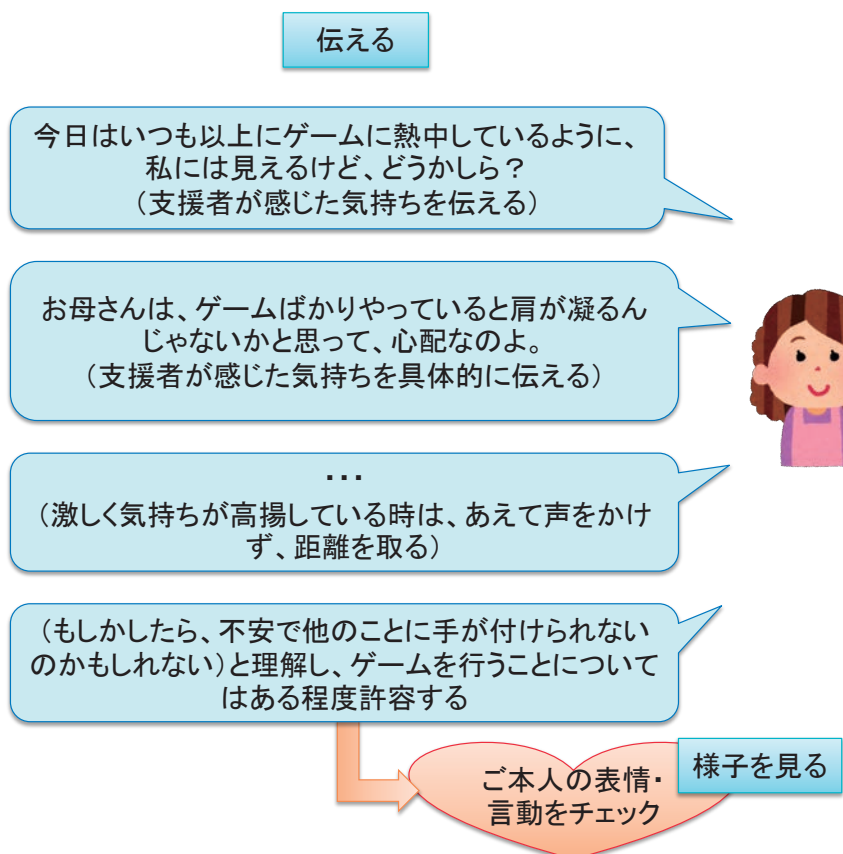 伝える
今日はいつも以上にゲームに熱中しているように、
私には見えるけど、どうかしら？
（支援者が感じた気持ちを伝える）
お母さんは、ゲームばかりやっていると肩が凝るん
じゃないかと思って、心配なのよ。
（支援者が感じた気持ちを具体的に伝える）
・・・
（激しく気持ちが高揚している時は、あえて声をかけ
ず、距離を取る）
（もしかしたら、不安で他のことに手が付けられない
のかもしれない）と理解し、ゲームを行うことについて
はある程度許容する
ご本人の表情・
言動をチェック
様子を見る